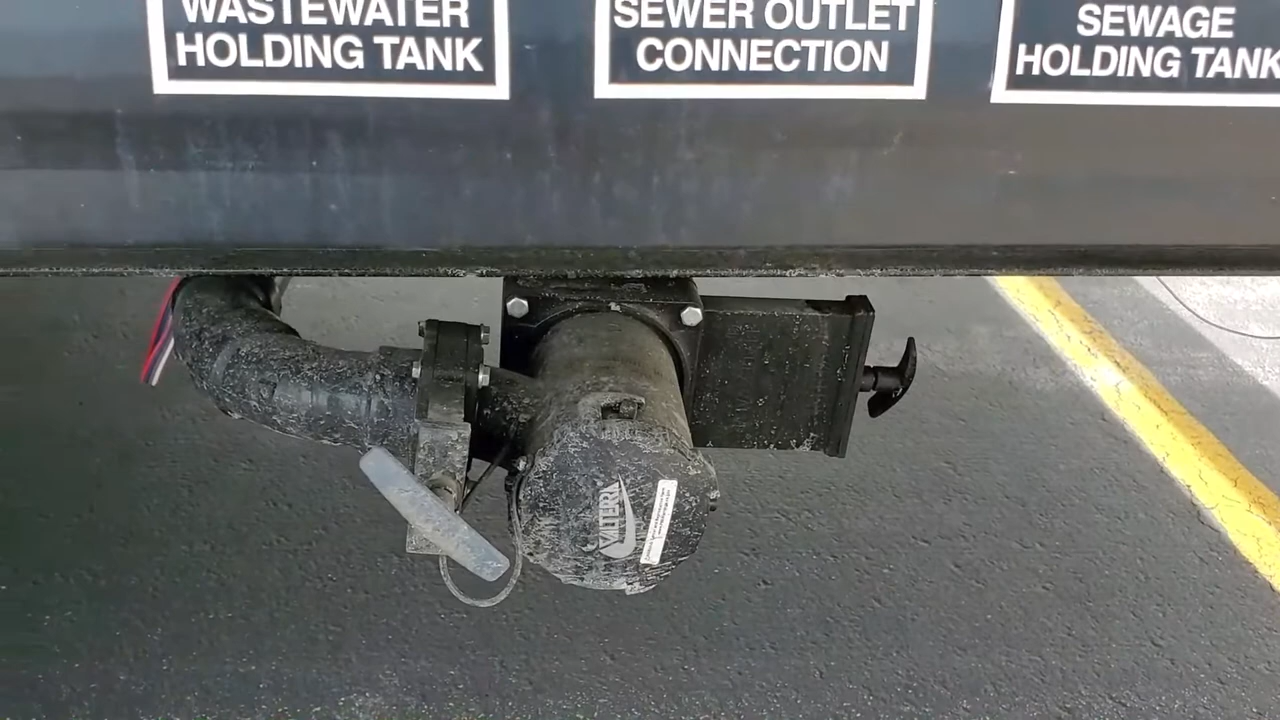 WASTEWATER
HOLDING TANK
SEWER OUTLET
CONNECTION
SEWAGE
HOLDING TANK
VALTERRA